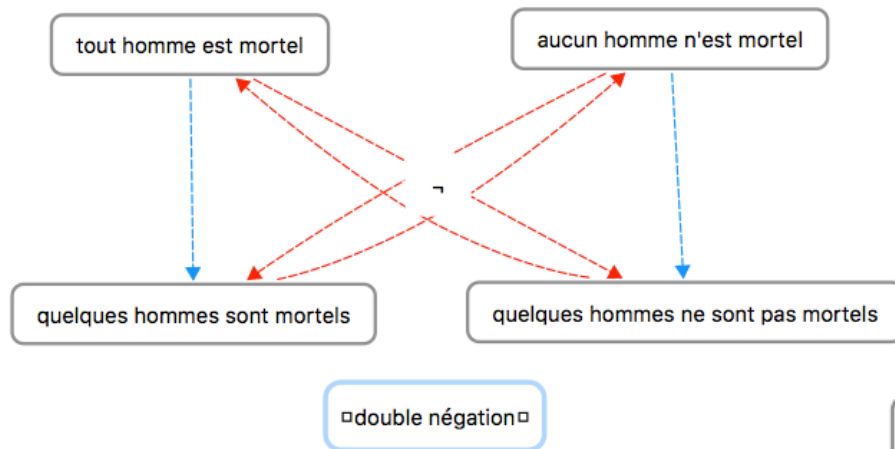 tout homme est mortel
aucun homme n'est mortel
¬
quelques hommes sont mortels
quelques hommes ne sont pas mortels
▫double négation▫